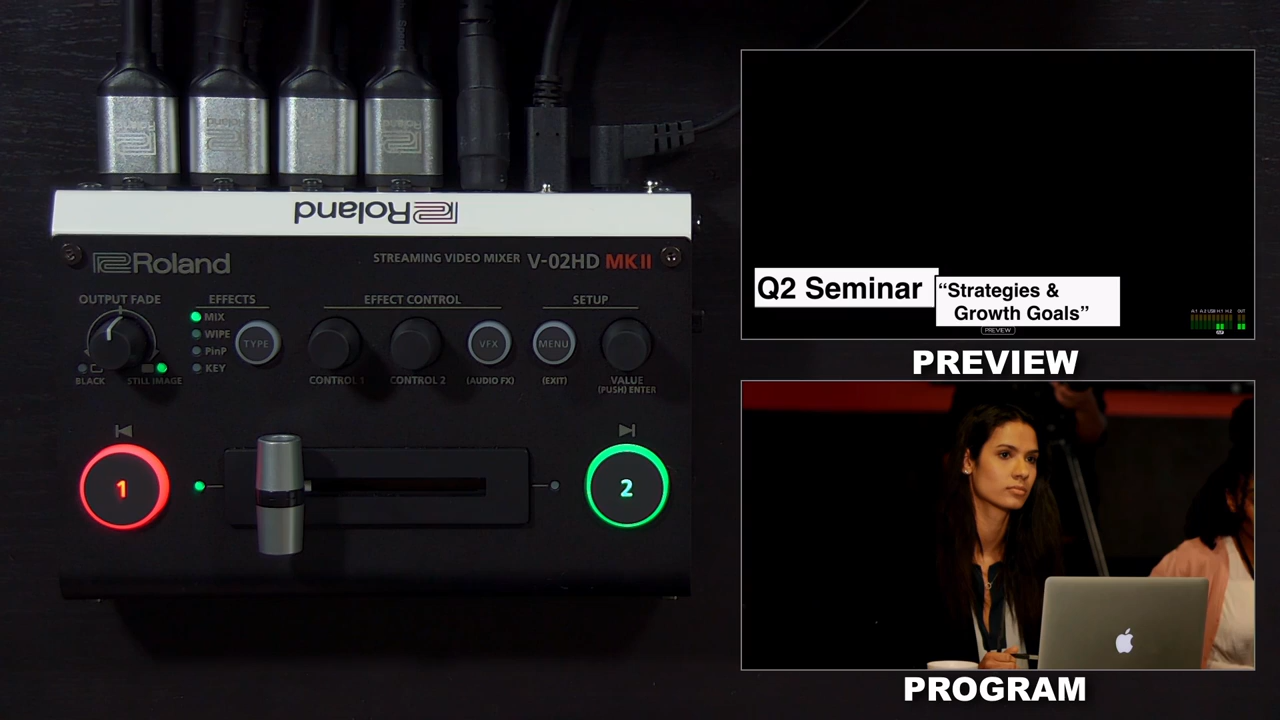 Roland
Roland
STREAMING VIDEO MIXER V-02HD MKII
OUTPUT FADE
EFFECTS
EFFECT CONTROL
SETUP
MIX
WIPE
PinP
KEY
TYPE
VFX
MENU
BLACK
STILL IMAGE
CONTROL 1
CONTROL 2
(AUDIO FX)
(EXIT)
VALUE
(PUSH) ENTER
1
2
Q2 Seminar
“Strategies &
Growth Goals”
PREVIEW
PREVIEW
PROGRAM